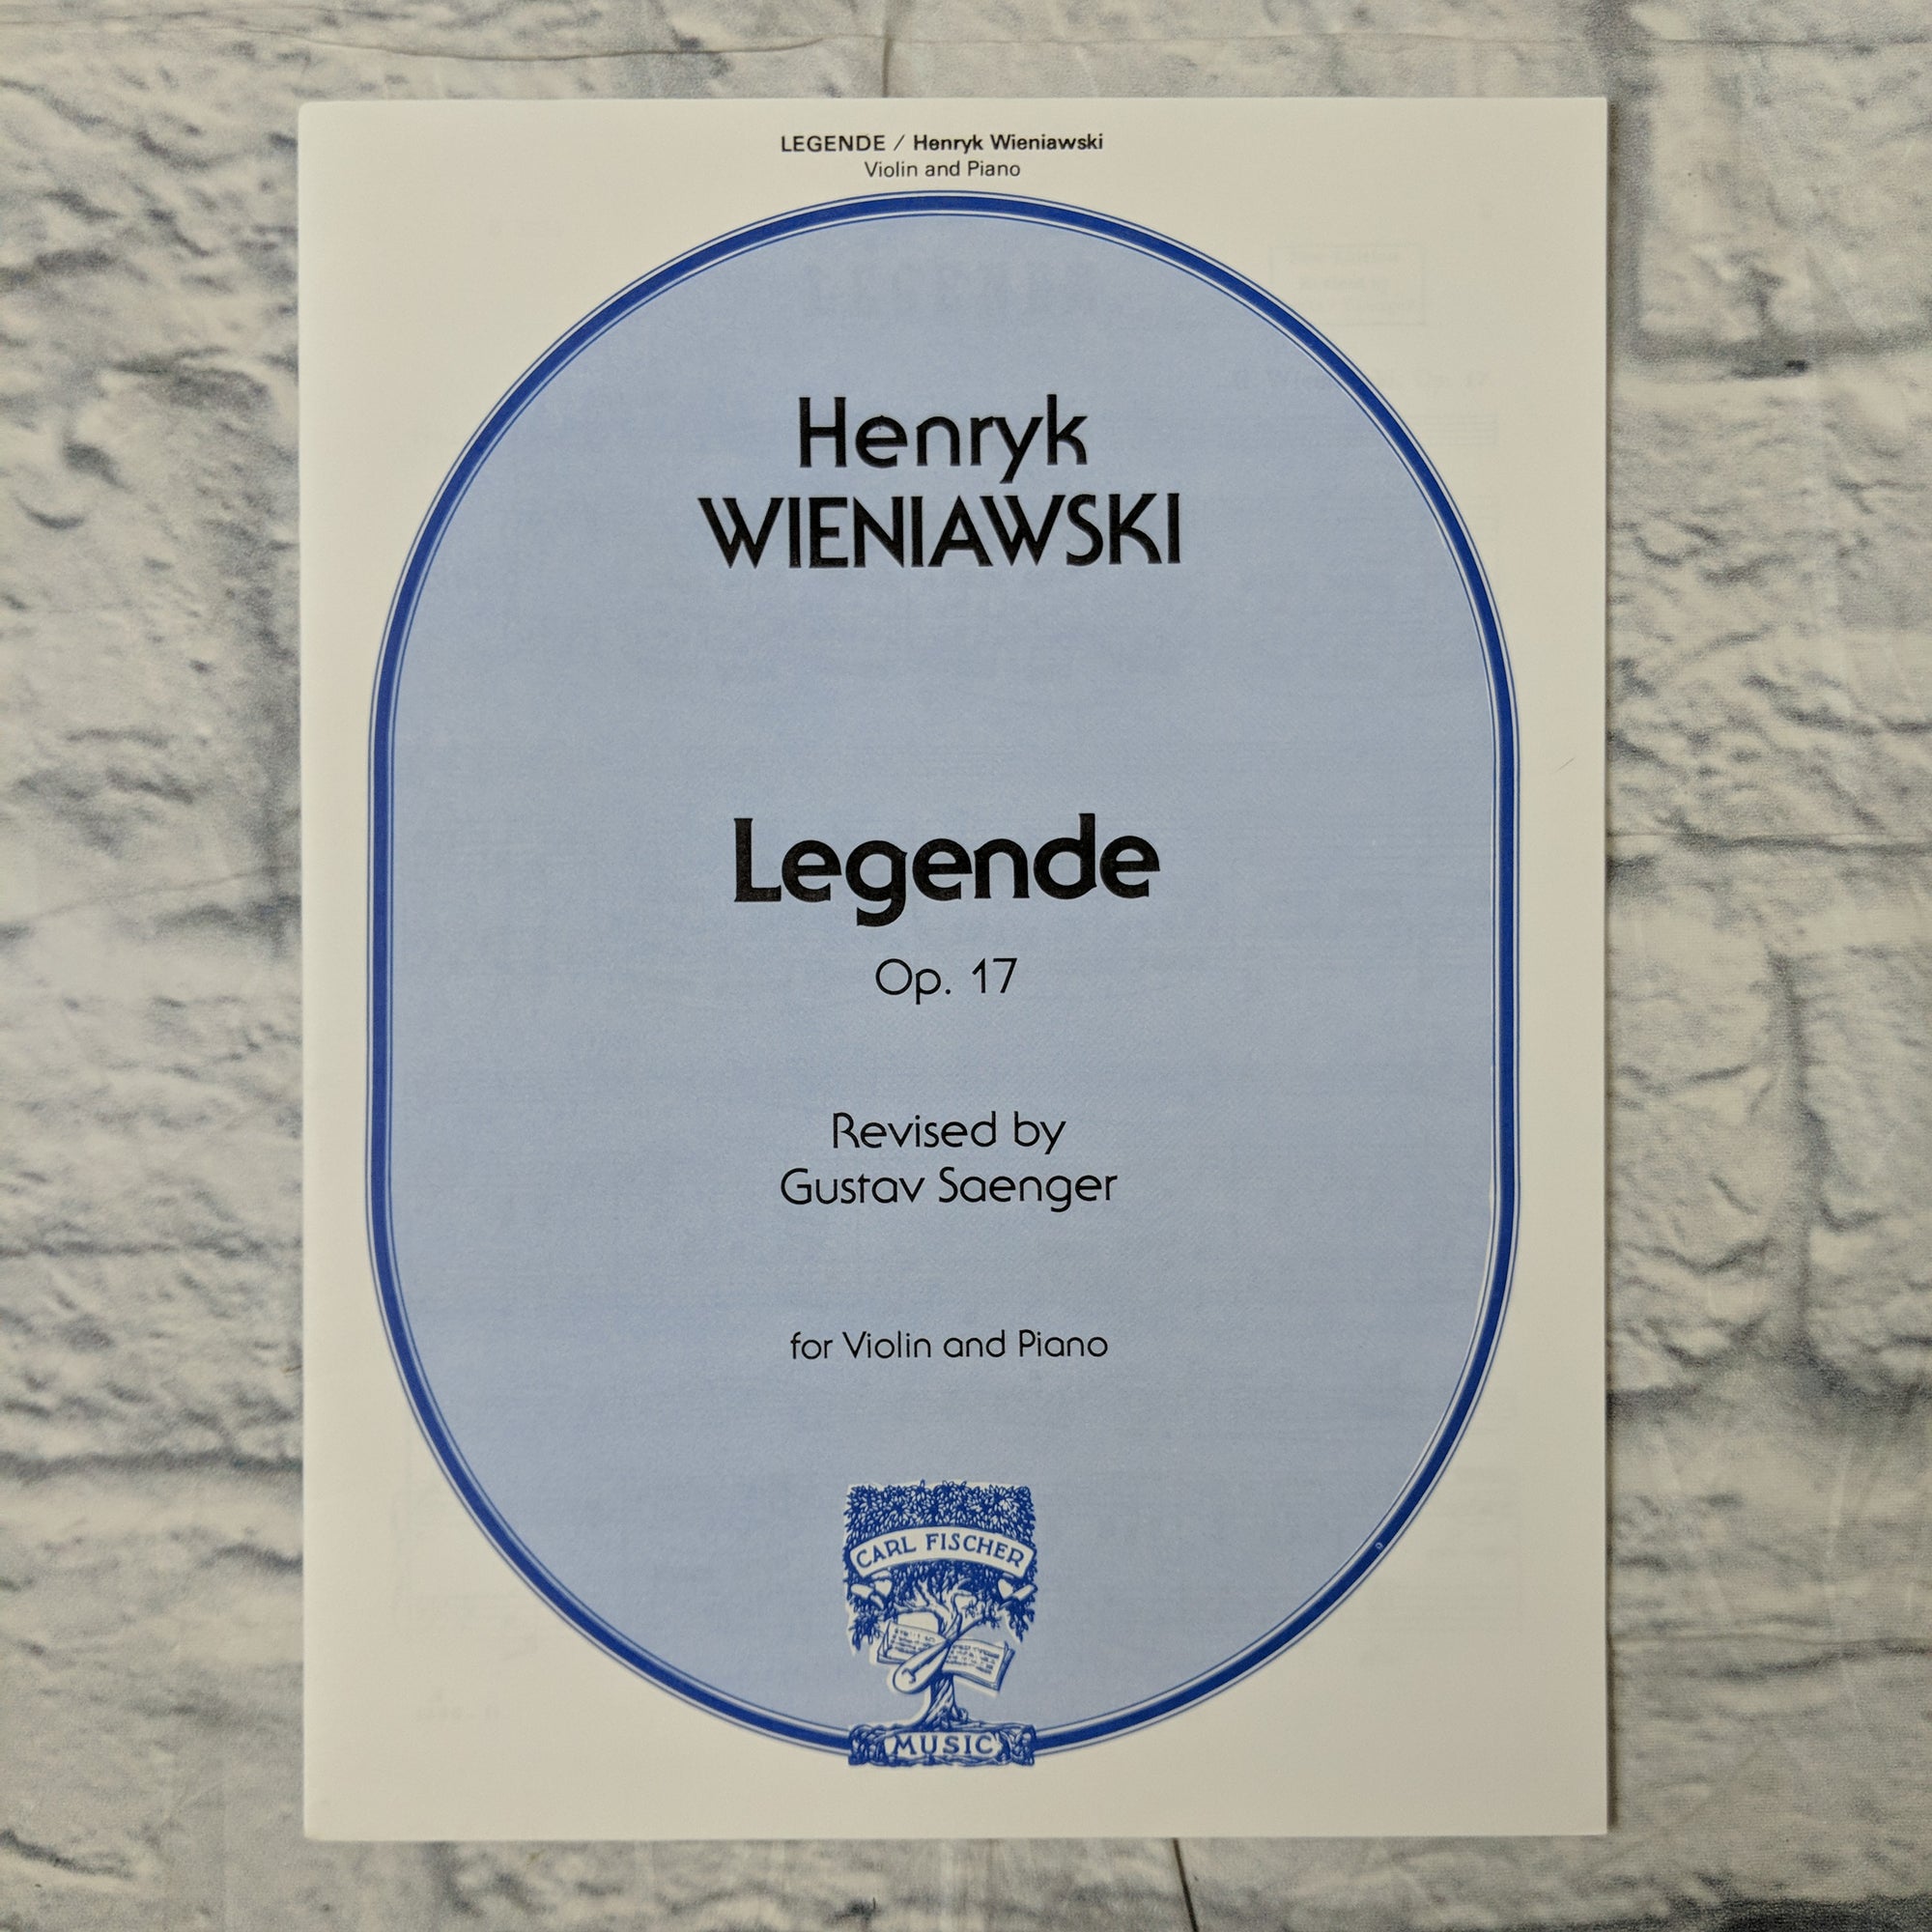 LEGENDE / Henryk Wieniawski
Violin and Piano
Henryk
WIENIAWSKI
Legende
Op. 17
Revised by
Gustav Saenger
for Violin and Piano
CARL FISCHER
MUSIC